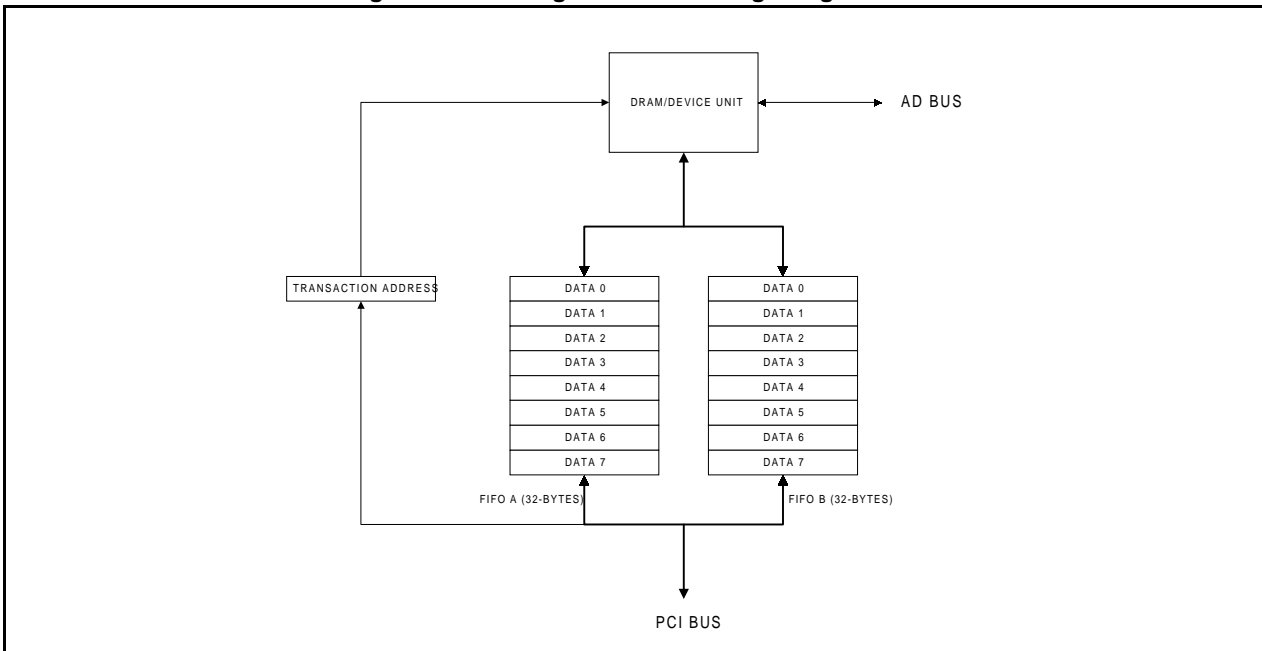 DRAM/DEVICE UNIT
AD BUS
TRANSACTION ADDRESS
DATA 0
DATA 1
DATA 2
DATA 3
DATA 4
DATA 5
DATA 6
DATA 7
DATA 0
DATA 1
DATA 2
DATA 3
DATA 4
DATA 5
DATA 6
DATA 7
FIFO A (32-BYTES)
FIFO B (32-BYTES)
PCI BUS